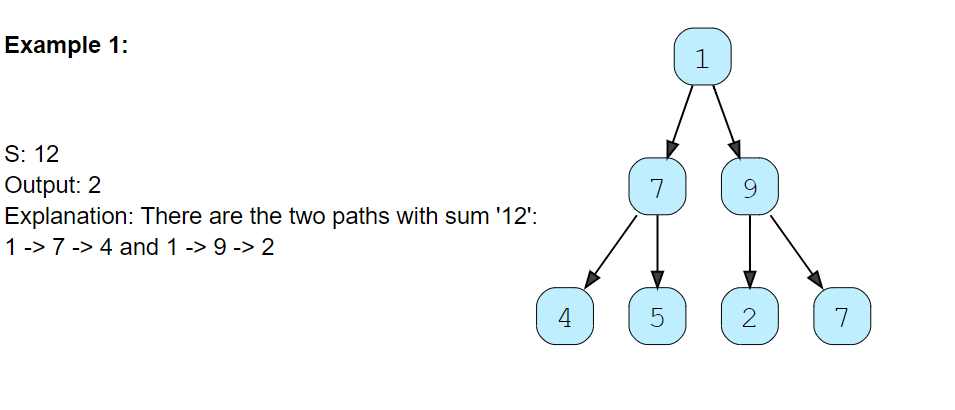 Example 1:
S: 12
Output: 2
Explanation: There are the two paths with sum '12':
1 -> 7 -> 4 and 1 -> 9 -> 2
1
7 9
4 5 2 7